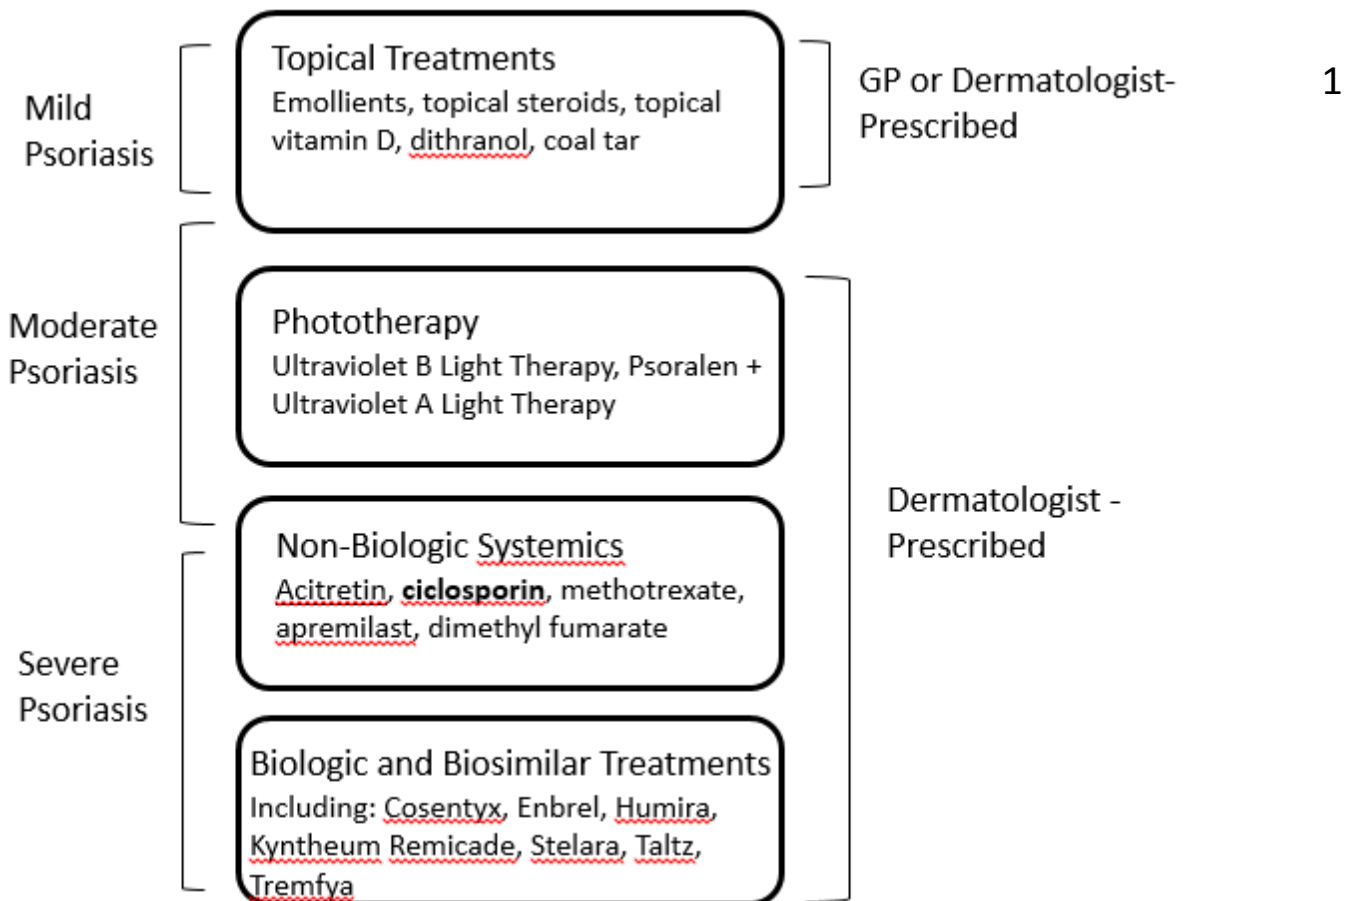 Topical Treatments
Emollients, topical steroids, topical
vitamin D, dithranol, coal tar
Mild
Psoriasis
GP or Dermatologist-
Prescribed
1
Phototherapy
Ultraviolet B Light Therapy, Psoralen +
Ultraviolet A Light Therapy
Moderate
Psoriasis
Non-Biologic Systemics
Acitretin, ciclosporin, methotrexate,
apremilast, dimethyl fumarate
Dermatologist -
Prescribed
Severe
Psoriasis
Biologic and Biosimilar Treatments
Including: Cosentyx, Enbrel, Humira,
Kyntheum Remicade, Stelara, Taltz,
Tremfya